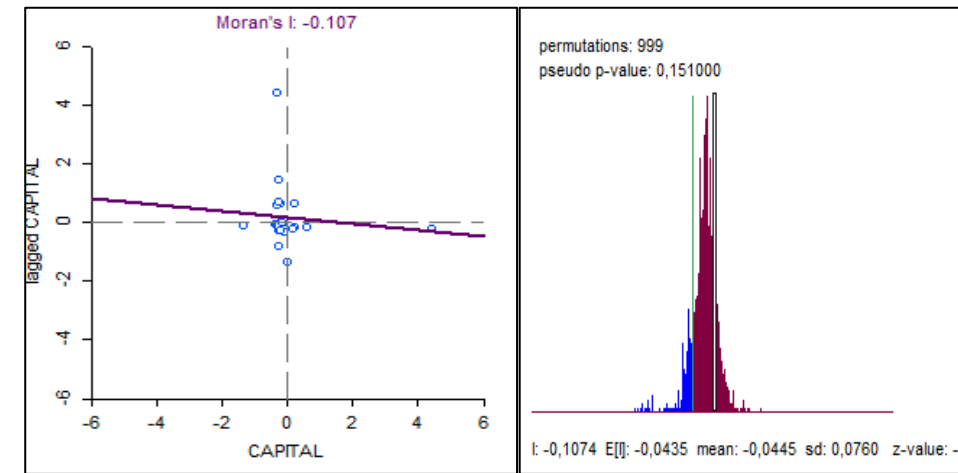 Moran's I: -0.107
6
4
2
0
-2
-4
-6
lagged CAPITAL
-6
-4
-2
0
2
4
6
CAPITAL
permutations: 999
pseudo p-value: 0,151000
I: -0,1074 E[I]: -0,0435 mean: -0,0445 sd: 0,0760 z-value: -